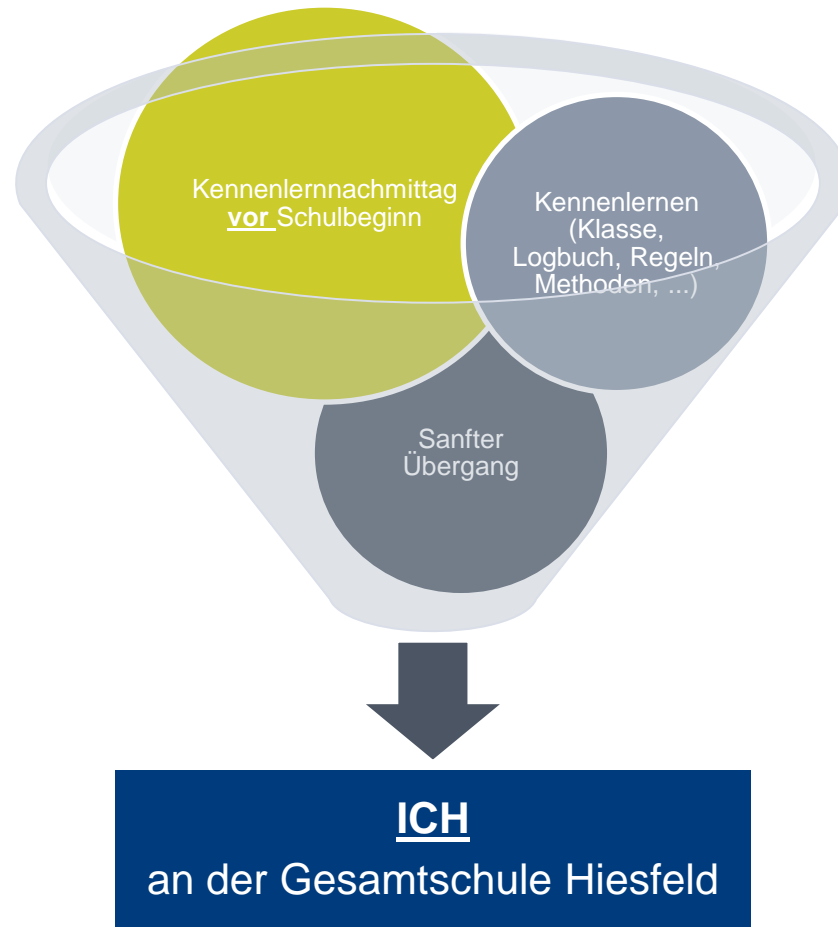 Kennenlernnachmittag
vor Schulbeginn
Kennenlernen
(Klasse,
Logbuch, Regeln,
Methoden, ...)
Sanfter
Übergang
ICH
an der Gesamtschule Hiesfeld